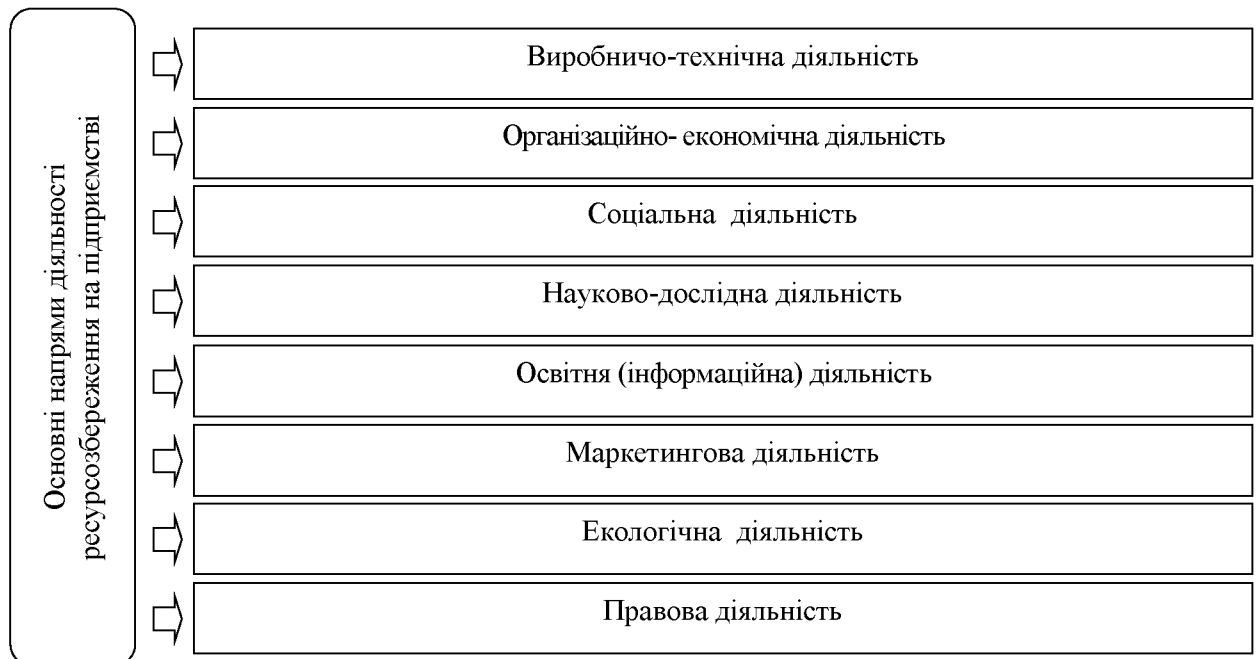 Основні напрями діяльності
ресурсозбереження на підприємстві
Виробничо-технічна діяльність
Організаційно- економічна діяльність
Соціальна діяльність
Науково-дослідна діяльність
Освітня (інформаційна) діяльність
Маркетингова діяльність
Екологічна діяльність
Правова діяльність